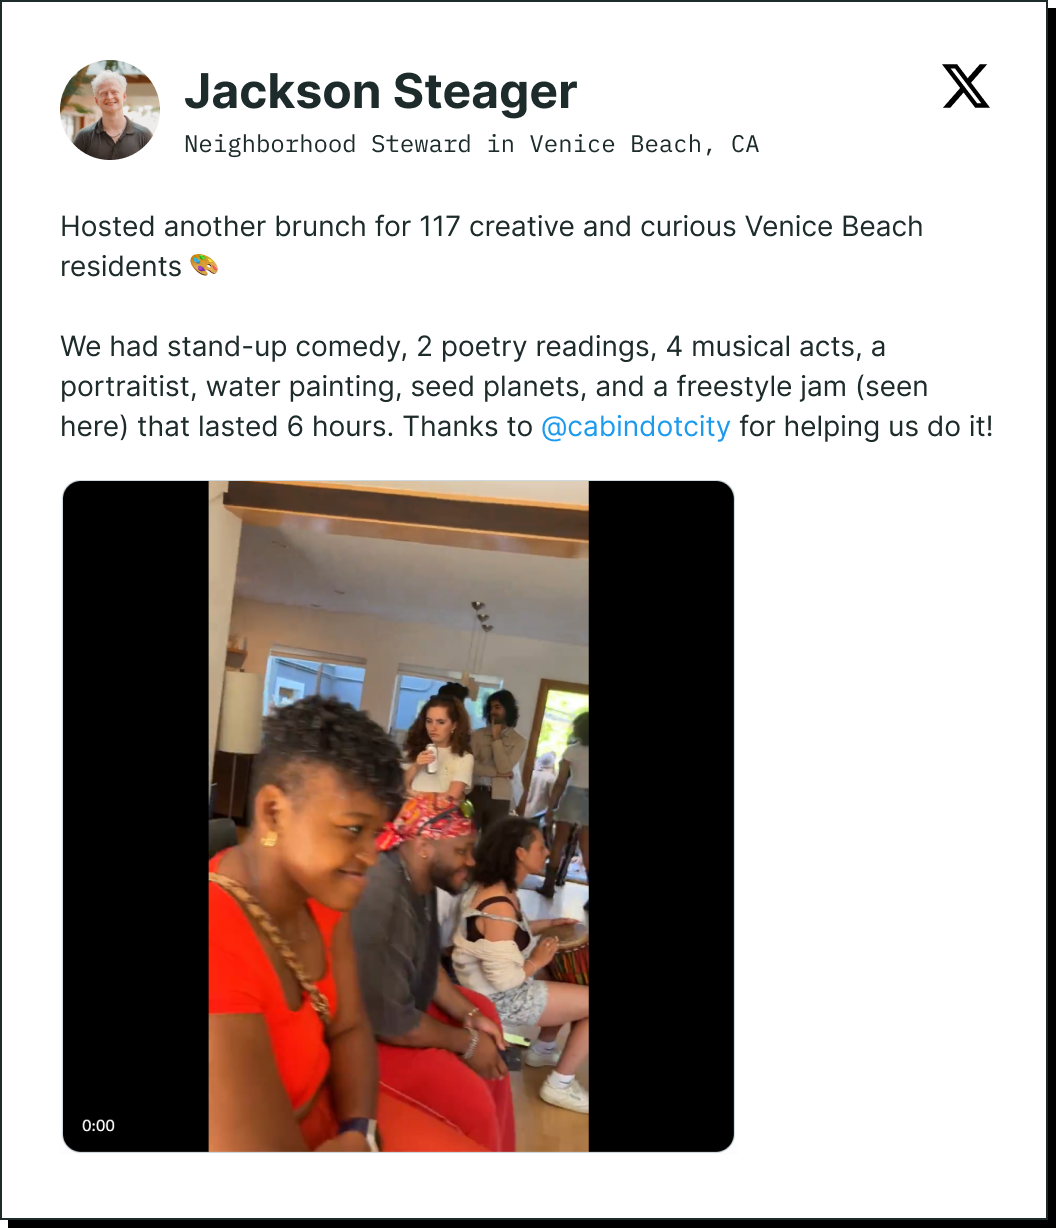 Jackson Steager
Neighborhood Steward in Venice Beach, CA
Hosted another brunch for 117 creative and curious Venice Beach
residents 🎨
We had stand-up comedy, 2 poetry readings, 4 musical acts, a
portraitist, water painting, seed planets, and a freestyle jam (seen
here) that lasted 6 hours. Thanks to @cabindotcity for helping us do it!
0:00